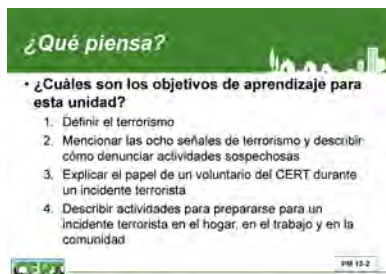 ¿Qué piensa?
• ¿Cuáles son los objetivos de aprendizaje para
esta unidad?
1. Definir el terrorismo
2. Mencionar las ocho señales de terrorismo y describir
cómo denunciar actividades sospechosas
3. Explicar el papel de un voluntario del CERT durante
un incidente terrorista
4. Describir actividades para prepararse para un
incidente terrorista en el hogar, en el trabajo y en la
comunidad
CERT